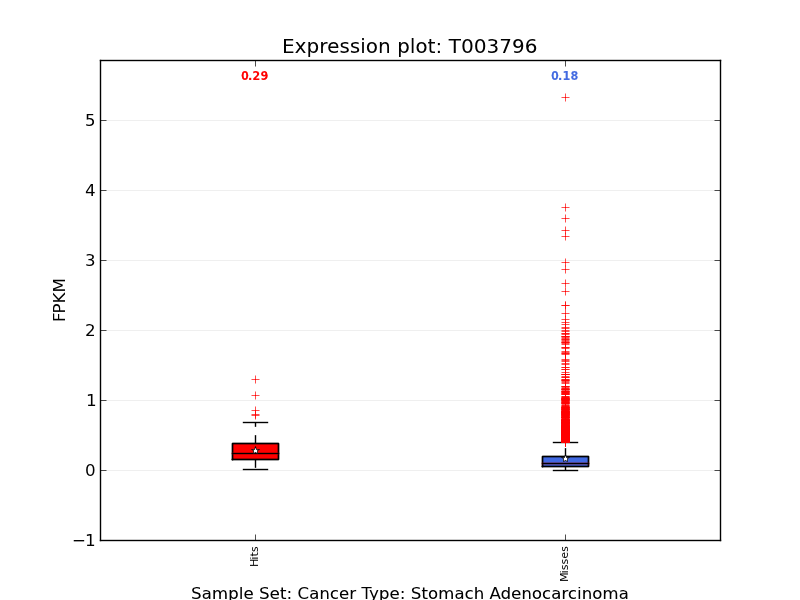 Expression plot: T003796
0.29
0.18
5
4
3
2
1
0
−1
FPKM
Hits
Misses
Sample Set: Cancer Type: Stomach Adenocarcinoma